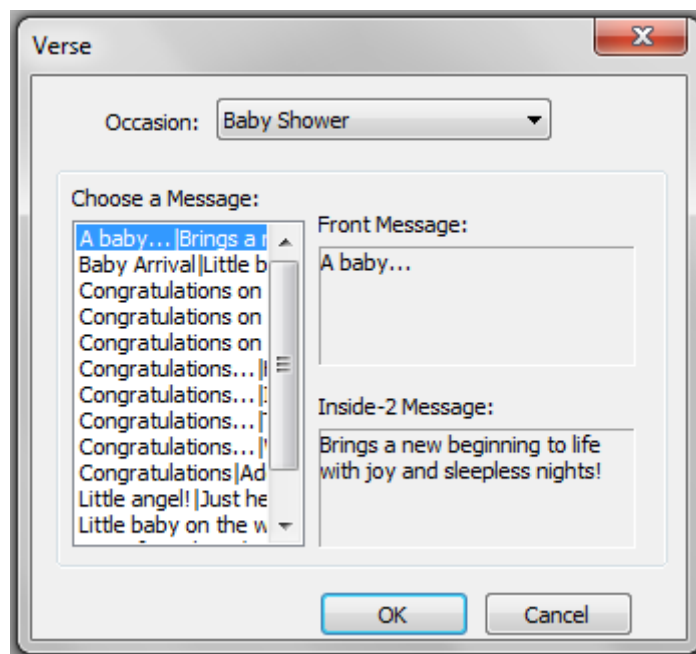 Verse
Occasion: Baby Shower
Choose a Message:
A baby...|Brings a
Baby Arrival|Little b
Congratulations on
Congratulations on
Congratulations on
Congratulations...|
Congratulations...|
Congratulations...|
Congratulations...|
Congratulations|Ad
Little angel!|Just he
Little baby on the w
Front Message:
A baby...
Inside-2 Message:
Brings a new beginning to life
with joy and sleepless nights!
OK Cancel